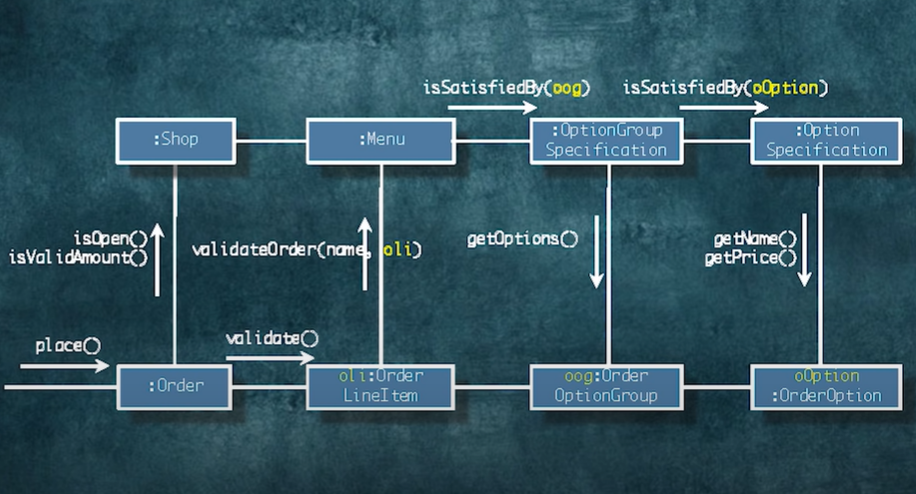 isSatisfiedBy(oog)
isSatisfiedBy(oOption)
:Shop
:Menu
:OptionGroup
Specification
:Option
Specification
isOpen()
isValidAmount()
validateOrder(name, oli)
getOptions()
getName()
getPrice()
place()
validate()
:Order
oli:Order
LineItem
oog:Order
OptionGroup
oOption
:OrderOption